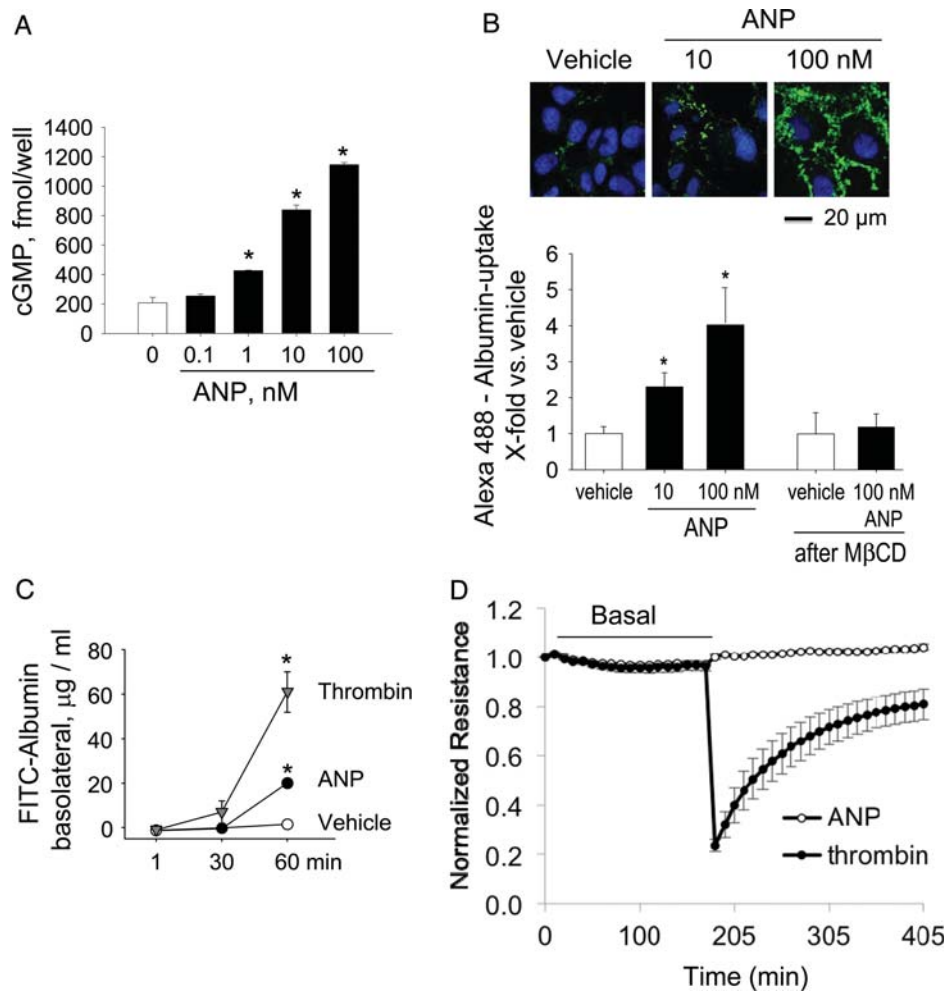 A
cGMP, fmol/well
1400
1200
1000
800
600
400
200
0
*
*
*
0 0.1 1 10 100
ANP, nM
B
ANP
Vehicle 10 100 nM
20 µm
Alexa 488 - Albumin-uptake
X-fold vs. vehicle
6
5
4
3
2
1
0
*
*
vehicle 10 100 nM vehicle 100 nM
ANP ANP
after MβCD
C
FITC-Albumin
basolateral, µg / ml
80
60
40
20
0
*
Thrombin
*
ANP
Vehicle
1 30 60 min
D
Normalized Resistance
1.2
1.0
0.8
0.6
0.4
0.2
0.0
Basal
ANP
thrombin
0 100 205 305 405
Time (min)